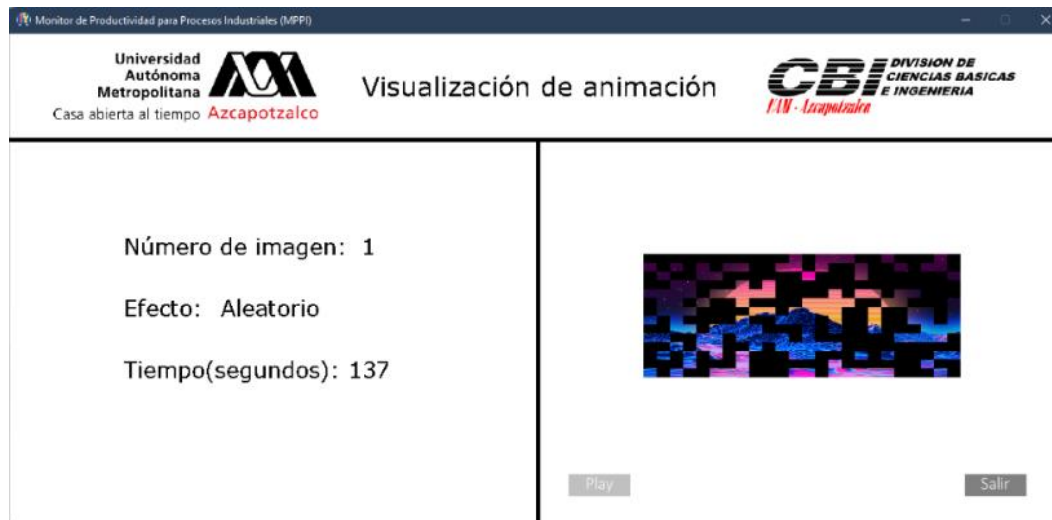 Monitor de Productividad para Procesos Industriales (MPPI)
Universidad
Autónoma
Metropolitana
Casa abierta al tiempo Azcapotzalco
Visualización de animación
CBI
DIVISION DE
CIENCIAS BASICAS
E INGENIERIA
UAM - Azcapotzalco
Número de imagen: 1
Efecto: Aleatorio
Tiempo(segundos): 137
Play
Salir